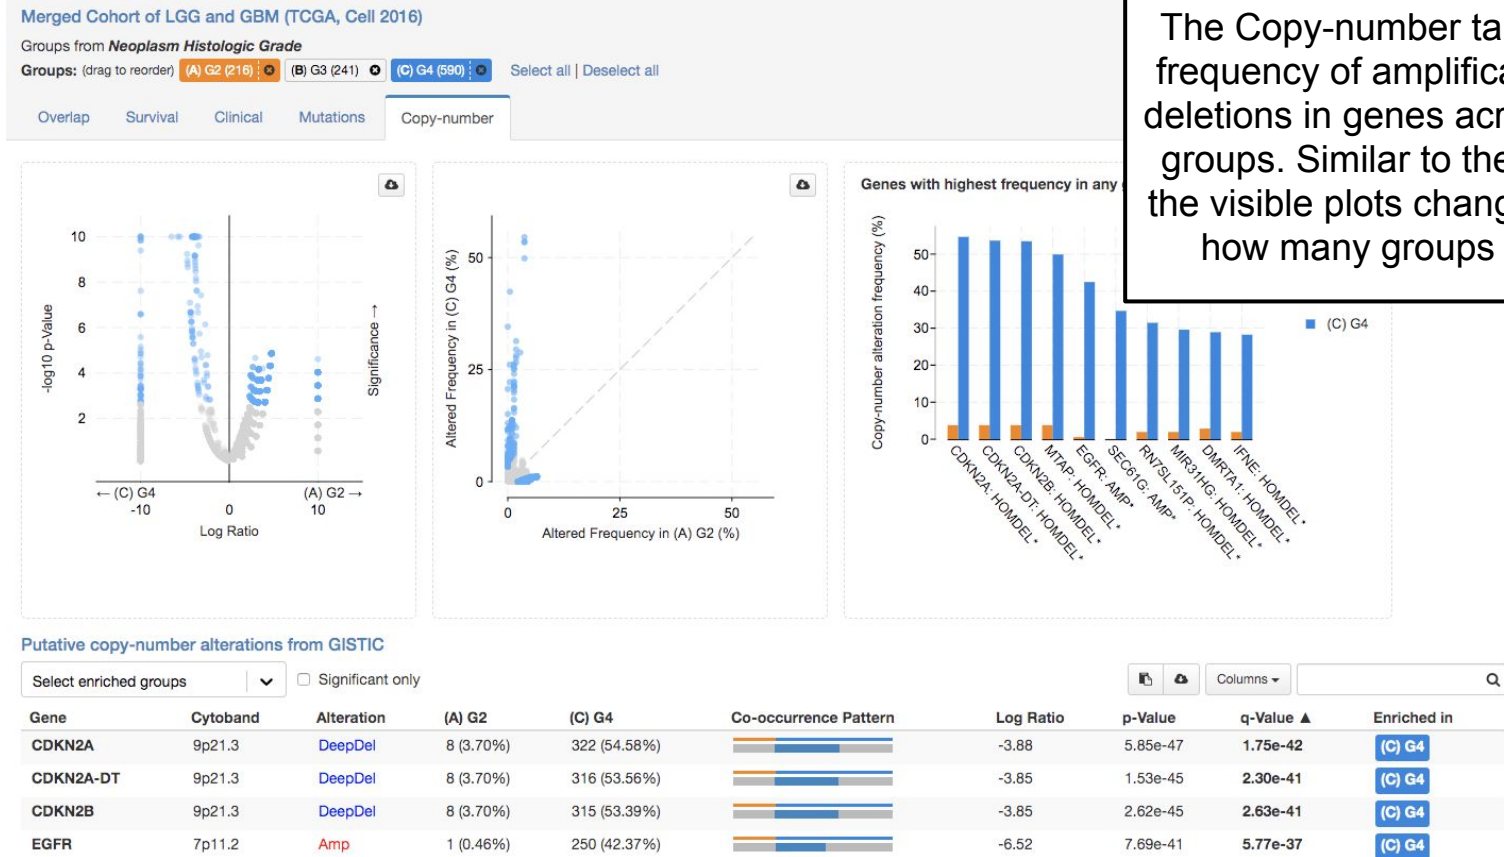 Merged Cohort of LGG and GBM (TCGA, Cell 2016)
Groups from Neoplasm Histologic Grade
Groups: (drag to reorder) (A) G2 (216) (B) G3 (241) (C) G4 (590) Select all | Deselect all
Overlap Survival Clinical Mutations Copy-number
The Copy-number ta
frequency of amplifica
deletions in genes acr
groups. Similar to the
the visible plots chang
how many groups
10
8
6
4
2
-log10 p-Value
Significance →
← (C) G4
(A) G2 →
-10 0 10
Log Ratio
50
25
0
Altered Frequency in (C) G4 (%)
0 25 50
Altered Frequency in (A) G2 (%)
Genes with highest frequency in any
50
40
30
20
10
0
Copy-number alteration frequency (%)
CDKN2A: HOMDEL*
CDKN2A-DT: HOMDEL*
CDKN2B: HOMDEL*
MTAP: HOMDEL*
EGFR: AMP*
SEC61G: AMP*
RN7SL151P: HOMDEL*
MIR31HG: HOMDEL*
DMRTA1: HOMDEL*
IFNE: HOMDEL*
(C) G4
Putative copy-number alterations from GISTIC
Select enriched groups Significant only Columns
Gene Cytoband Alteration (A) G2 (C) G4 Co-occurrence Pattern Log Ratio p-Value q-Value ▲ Enriched in
CDKN2A 9p21.3 DeepDel 8 (3.70%) 322 (54.58%) -3.88 5.85e-47 1.75e-42 (C) G4
CDKN2A-DT 9p21.3 DeepDel 8 (3.70%) 316 (53.56%) -3.85 1.53e-45 2.30e-41 (C) G4
CDKN2B 9p21.3 DeepDel 8 (3.70%) 315 (53.39%) -3.85 2.62e-45 2.63e-41 (C) G4
EGFR 7p11.2 Amp 1 (0.46%) 250 (42.37%) -6.52 7.69e-41 5.77e-37 (C) G4